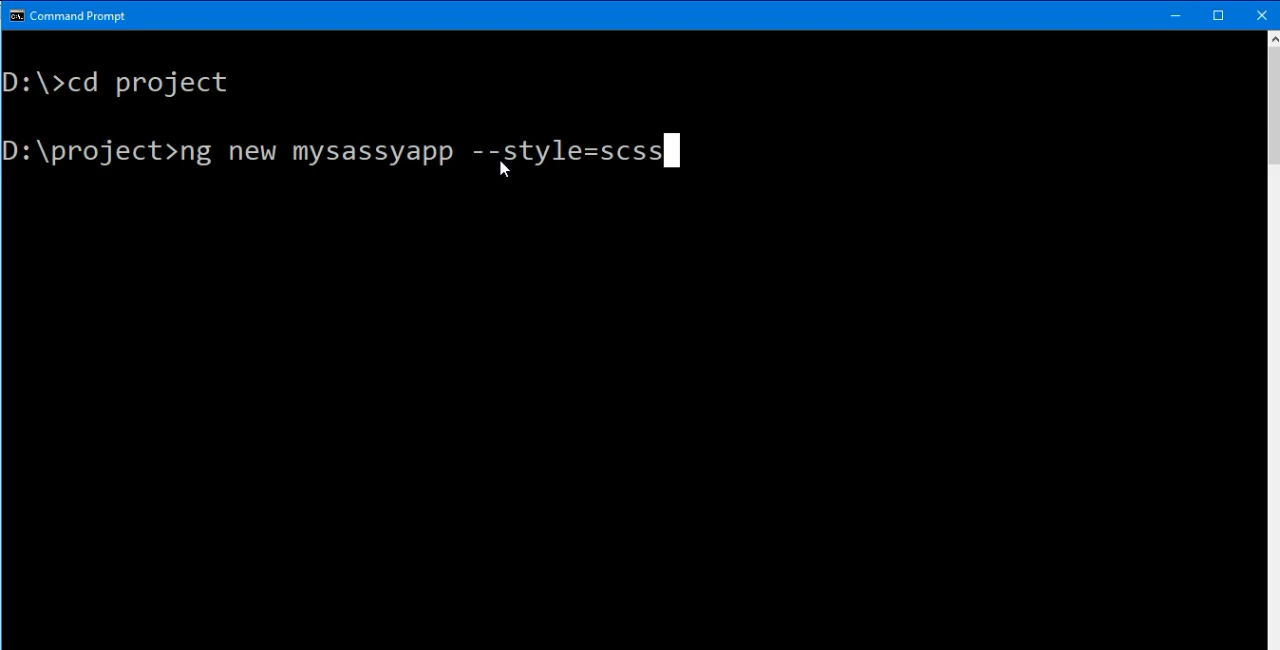 Command Prompt
D:\>cd project
D:\project>ng new mysassyapp --style=scss